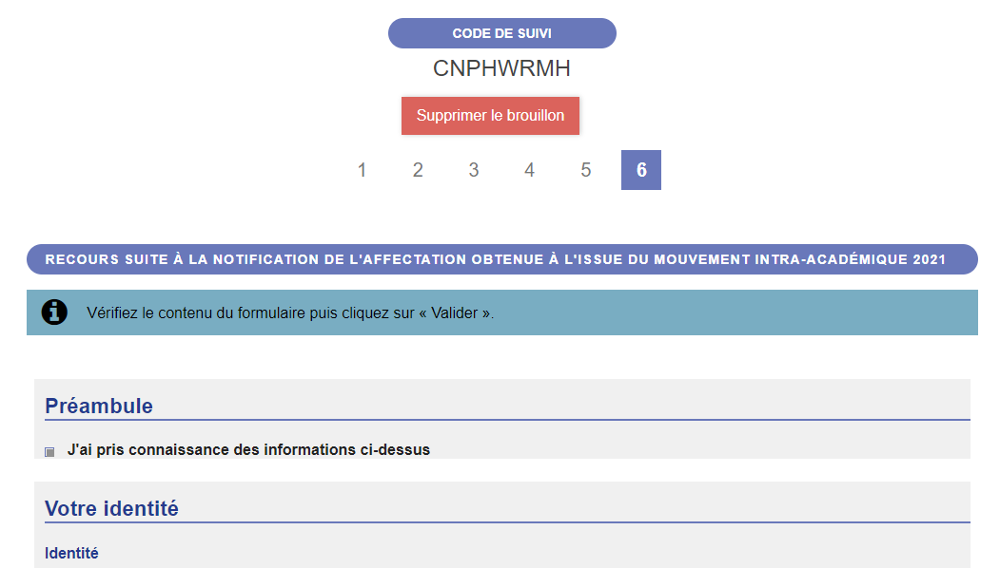 CODE DE SUIVI
CNPHWRMH
Supprimer le brouillon
1 2 3 4 5 6
RECOURS SUITE À LA NOTIFICATION DE L'AFFECTATION OBTENUE À L'ISSUE DU MOUVEMENT INTRA-ACADÉMIQUE 2021
Vérifiez le contenu du formulaire puis cliquez sur « Valider ».
Préambule
J'ai pris connaissance des informations ci-dessus
Votre identité
Identité